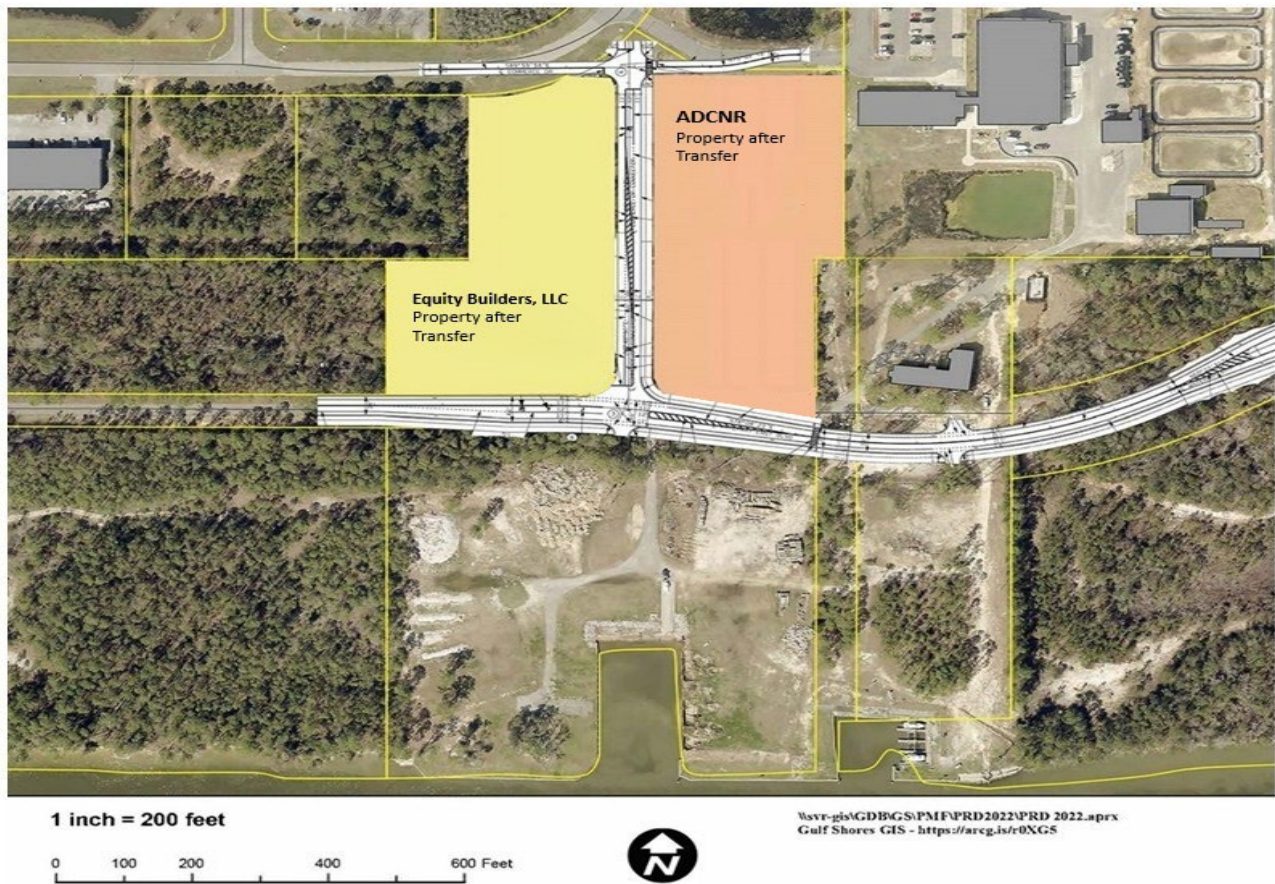 ADCNR
Property after
Transfer
Equity Builders, LLC
Property after
Transfer
1 inch = 200 feet
0 100 200 400 600 Feet
N
\\svr-gis\GDB\GS\PMF\PRD2022\PRD 2022.aprx
Gulf Shores GIS - https://arcg.is/r0XG5